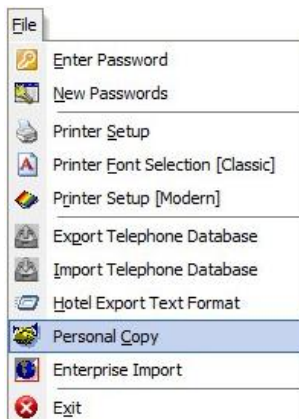 File
Enter Password
New Passwords
Printer Setup
Printer Font Selection [Classic]
Printer Setup [Modern]
Export Telephone Database
Import Telephone Database
Hotel Export Text Format
Personal Copy
Enterprise Import
Exit